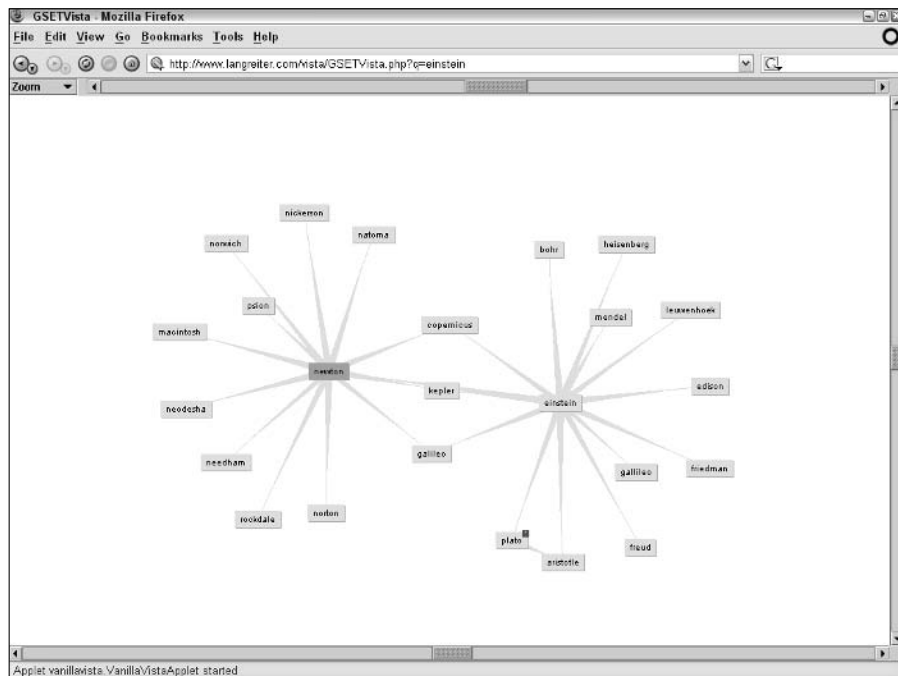 GSETVista - Mozilla Firefox
File Edit View Go Bookmarks Tools Help
http://www.langreiter.com/vista/GSETVista.php?q=einstein
Zoom
nickerson
natoma
norwich
bohr
heisenberg
psion
leuwenhoek
mendel
copernicus
macintosh
newton
edison
kepler
einstein
neodesha
galileo
needham
friedman
gallileo
norton
rockdale
plato
freud
aristotle
Applet vanillavista.VanillaVistaApplet started